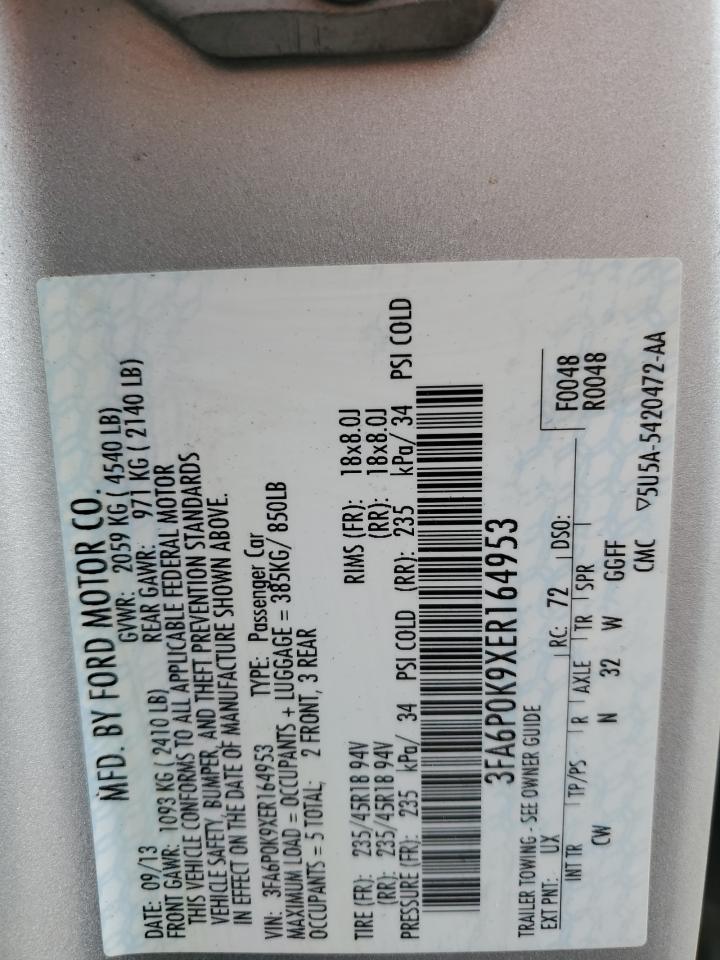 MFD. BY FORD MOTOR CO.
DATE: 09/13 GVWR: 2059 KG ( 4540 LB)
FRONT GAWR: 1093 KG ( 2410 LB) REAR GAWR: 971 KG ( 2140 LB)
THIS VEHICLE CONFORMS TO ALL APPLICABLE FEDERAL MOTOR
VEHICLE SAFETY, BUMPER, AND THEFT PREVENTION STANDARDS
IN EFFECT ON THE DATE OF MANUFACTURE SHOWN ABOVE.
VIN: 3FA6P0K9XER164953 TYPE: Passenger Car
MAXIMUM LOAD = OCCUPANTS + LUGGAGE = 385KG/ 850LB
OCCUPANTS = 5 TOTAL; 2 FRONT, 3 REAR
TIRE (FR): 235/45R18 94V RIMS (FR): 18x8.0J
(RR): 235/45R18 94V (RR): 18x8.0J
PRESSURE (FR): 235 kPa/ 34 PSI COLD (RR): 235 kPa/ 34 PSI COLD
3FA6P0K9XER164953
TRAILER TOWING - SEE OWNER GUIDE F0048
R0048
EXT PNT: UX RC: 72 DSO:
INT TR TP/PS R AXLE TR SPR
CW N 32 W GGFF
CMC ▽5U5A-5420472-AA